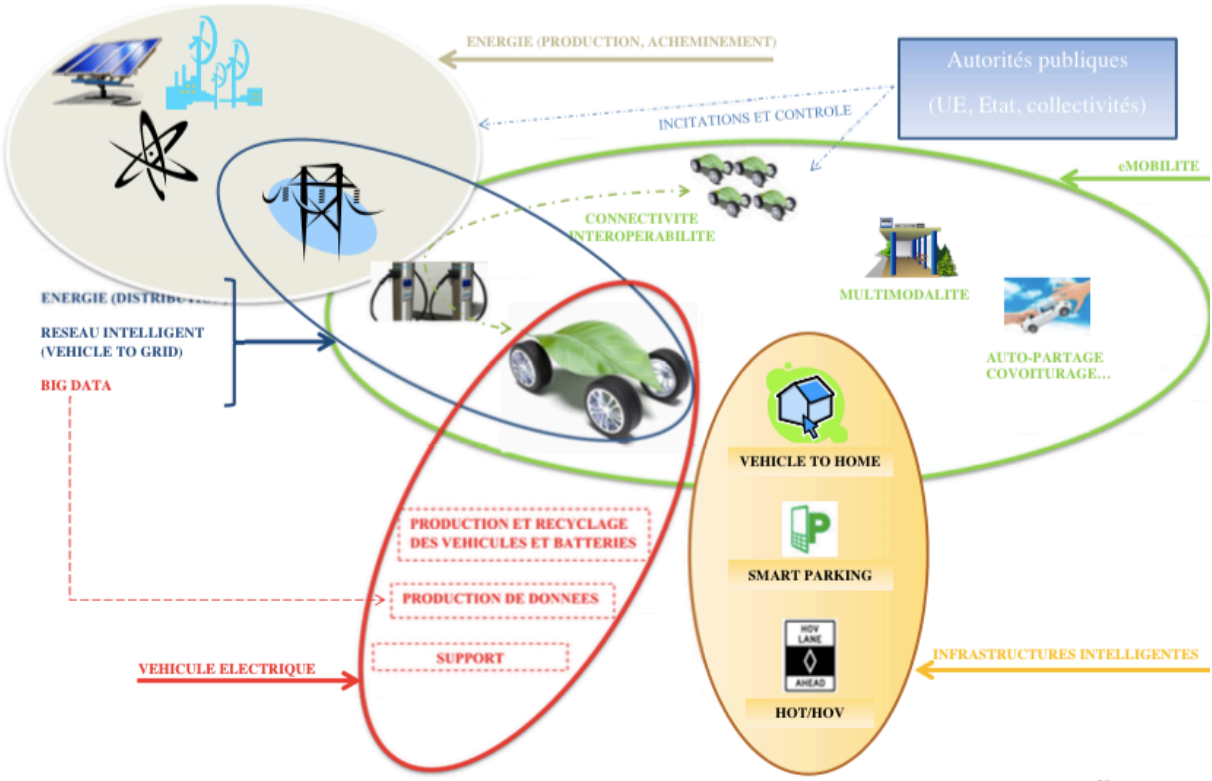 ENERGIE (PRODUCTION, ACHEMINEMENT)
Autorités publiques
(UE, Etat, collectivités)
INCITATIONS ET CONTROLE
eMOBILITE
CONNECTIVITE
INTEROPERABILITE
MULTIMODALITE
AUTO-PARTAGE
COVOITURAGE…
ENERGIE (DISTRIBUTION
RESEAU INTELLIGENT
(VEHICLE TO GRID)
BIG DATA
VEHICLE TO HOME
P
SMART PARKING
HOV
LANE
AHEAD
HOT/HOV
PRODUCTION ET RECYCLAGE
DES VEHICULES ET BATTERIES
PRODUCTION DE DONNEES
SUPPORT
VEHICULE ELECTRIQUE
INFRASTRUCTURES INTELLIGENTES